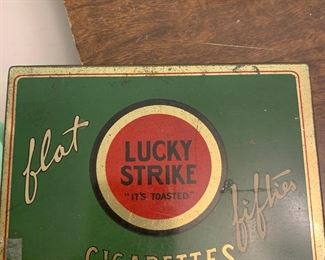 flat
LUCKY
STRIKE
"IT'S TOASTED"
fifties
CIGARETTES